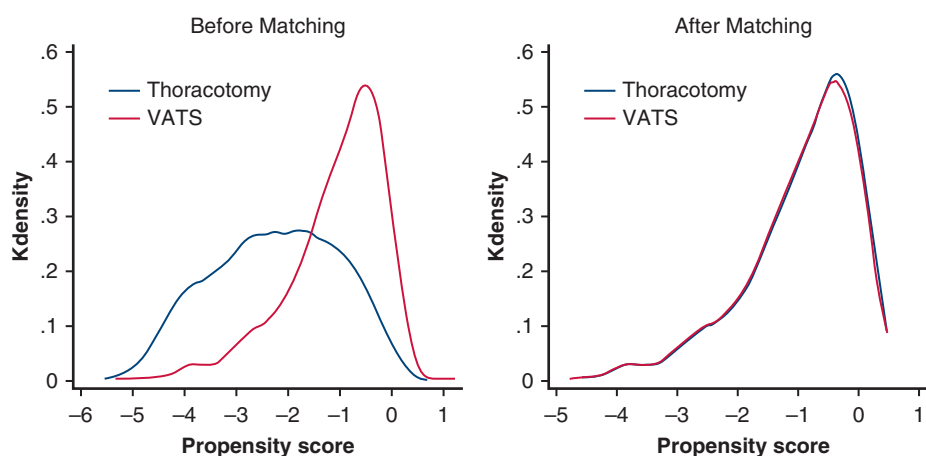 Before Matching
.6
.5
.4
.3
.2
.1
0
Kdensity
Thoracotomy
VATS
–6 –5 –4 –3 –2 –1 0 1
Propensity score
After Matching
.6
.5
.4
.3
.2
.1
0
Kdensity
Thoracotomy
VATS
–5 –4 –3 –2 –1 0 1
Propensity score